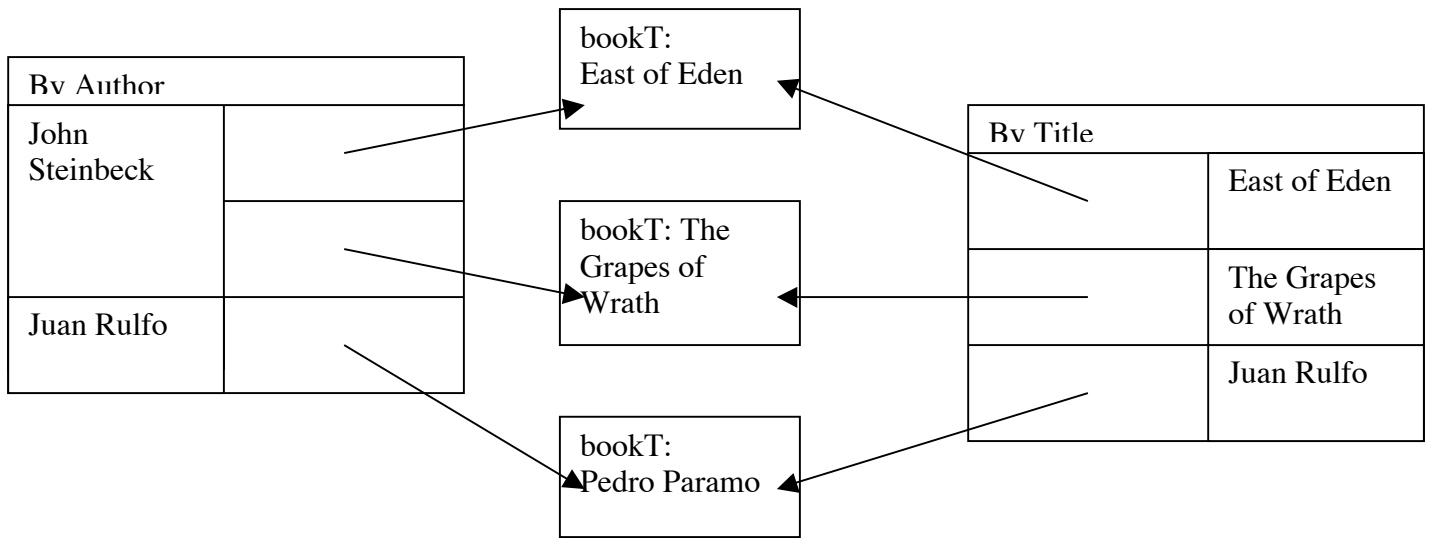 By Author
John
Steinbeck
Juan Rulfo
bookT:
East of Eden
bookT: The
Grapes of
Wrath
bookT:
Pedro Paramo
By Title
East of Eden
The Grapes
of Wrath
Juan Rulfo